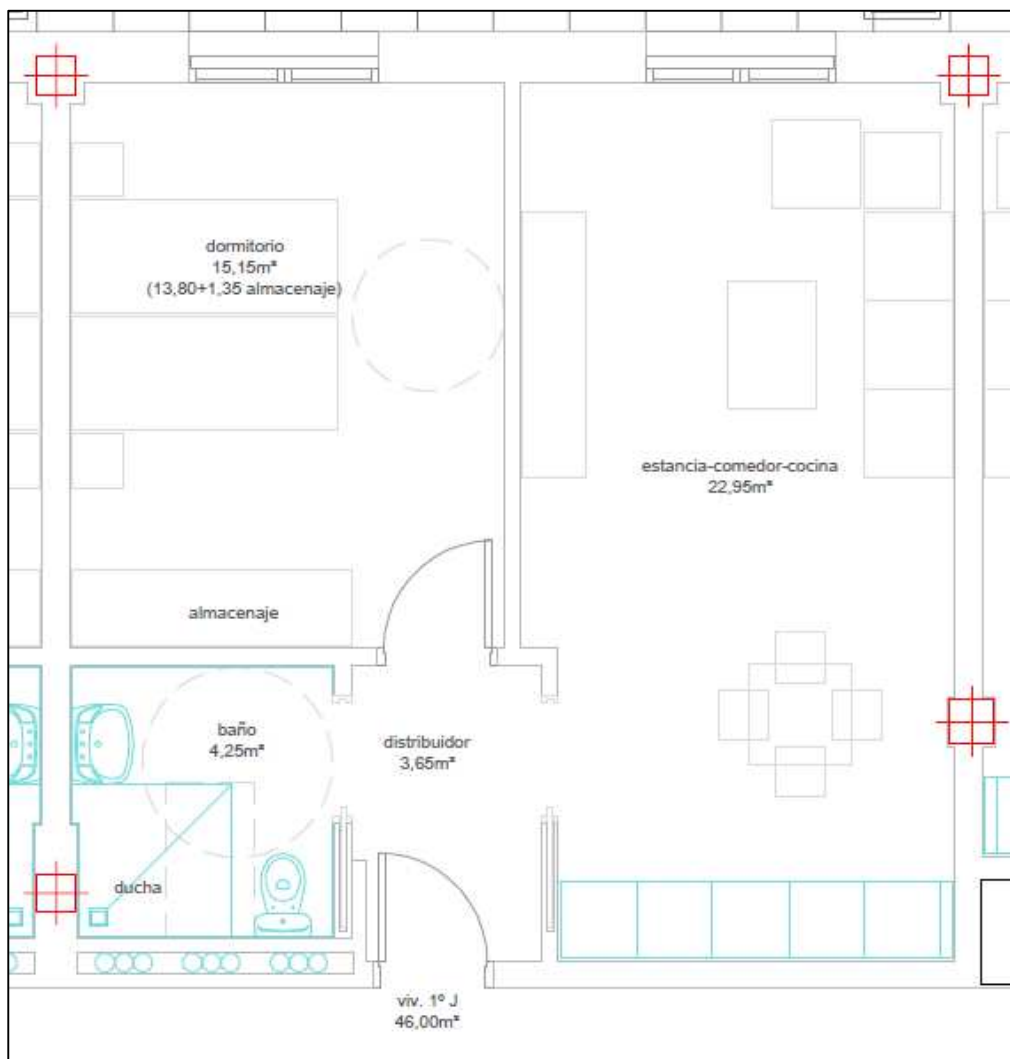 dormitorio
15,15m²
(13,80+1,35 almacenaje)
estancia-comedor-cocina
22,95m²
almacenaje
baño
4,25m²
distribuidor
3,65m²
ducha
viv. 1º J
46,00m²